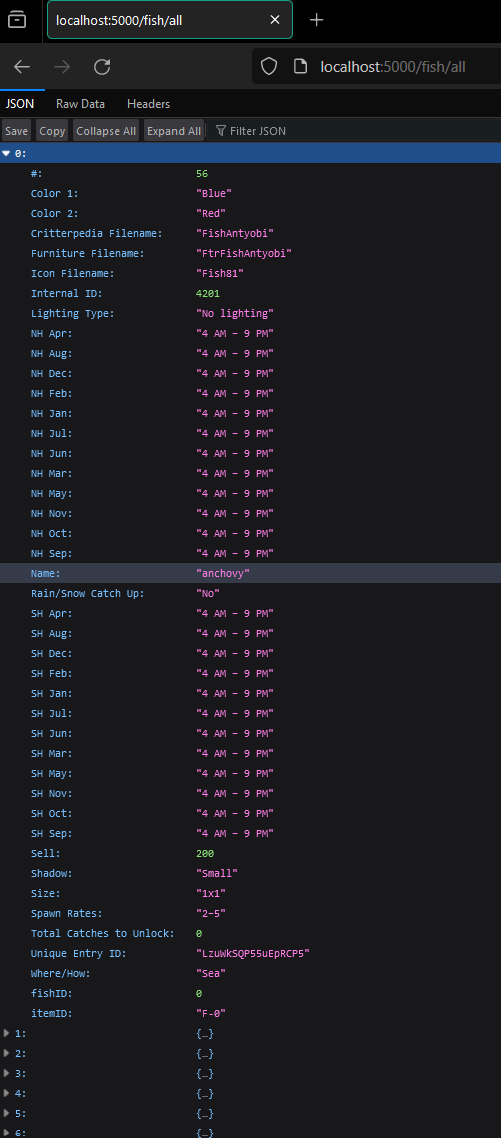 localhost:5000/fish/all
localhost:5000/fish/all
JSON Raw Data Headers
Save Copy Collapse All Expand All Filter JSON
0:
#: 56
Color 1: "Blue"
Color 2: "Red"
Critterpedia Filename: "FishAntyobi"
Furniture Filename: "FtrFishAntyobi"
Icon Filename: "Fish81"
Internal ID: 4201
Lighting Type: "No lighting"
NH Apr: "4 AM – 9 PM"
NH Aug: "4 AM – 9 PM"
NH Dec: "4 AM – 9 PM"
NH Feb: "4 AM – 9 PM"
NH Jan: "4 AM – 9 PM"
NH Jul: "4 AM – 9 PM"
NH Jun: "4 AM – 9 PM"
NH Mar: "4 AM – 9 PM"
NH May: "4 AM – 9 PM"
NH Nov: "4 AM – 9 PM"
NH Oct: "4 AM – 9 PM"
NH Sep: "4 AM – 9 PM"
Name: "anchovy"
Rain/Snow Catch Up: "No"
SH Apr: "4 AM – 9 PM"
SH Aug: "4 AM – 9 PM"
SH Dec: "4 AM – 9 PM"
SH Feb: "4 AM – 9 PM"
SH Jan: "4 AM – 9 PM"
SH Jul: "4 AM – 9 PM"
SH Jun: "4 AM – 9 PM"
SH Mar: "4 AM – 9 PM"
SH May: "4 AM – 9 PM"
SH Nov: "4 AM – 9 PM"
SH Oct: "4 AM – 9 PM"
SH Sep: "4 AM – 9 PM"
Sell: 200
Shadow: "Small"
Size: "1x1"
Spawn Rates: "2–5"
Total Catches to Unlock: 0
Unique Entry ID: "LzuWkSQP55uEpRCP5"
Where/How: "Sea"
fishID: 0
itemID: "F-0"
1: {…}
2: {…}
3: {…}
4: {…}
5: {…}
6: {…}